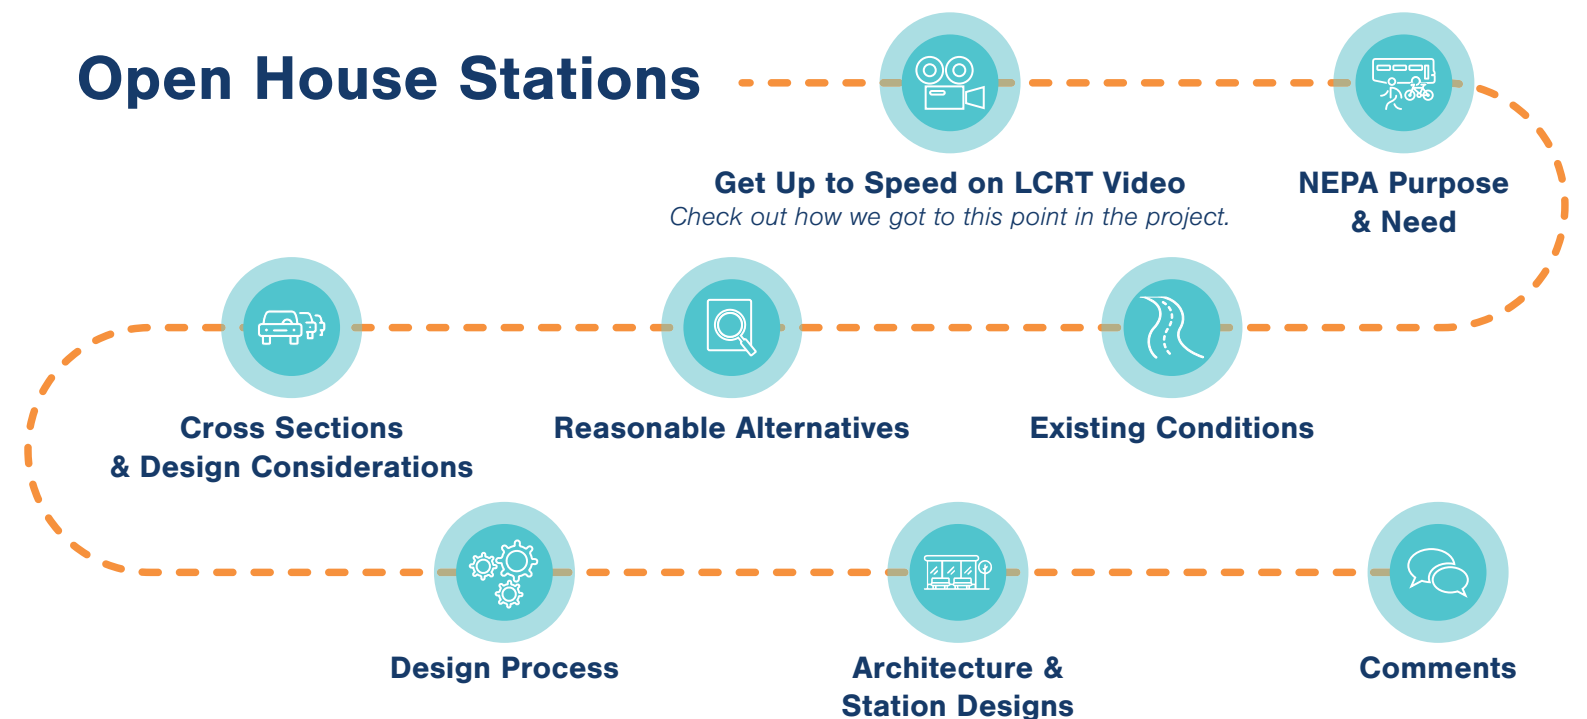 Open House Stations
Get Up to Speed on LCRT Video
Check out how we got to this point in the project.
NEPA Purpose
& Need
Existing Conditions
Reasonable Alternatives
Cross Sections
& Design Considerations
Design Process
Architecture &
Station Designs
Comments